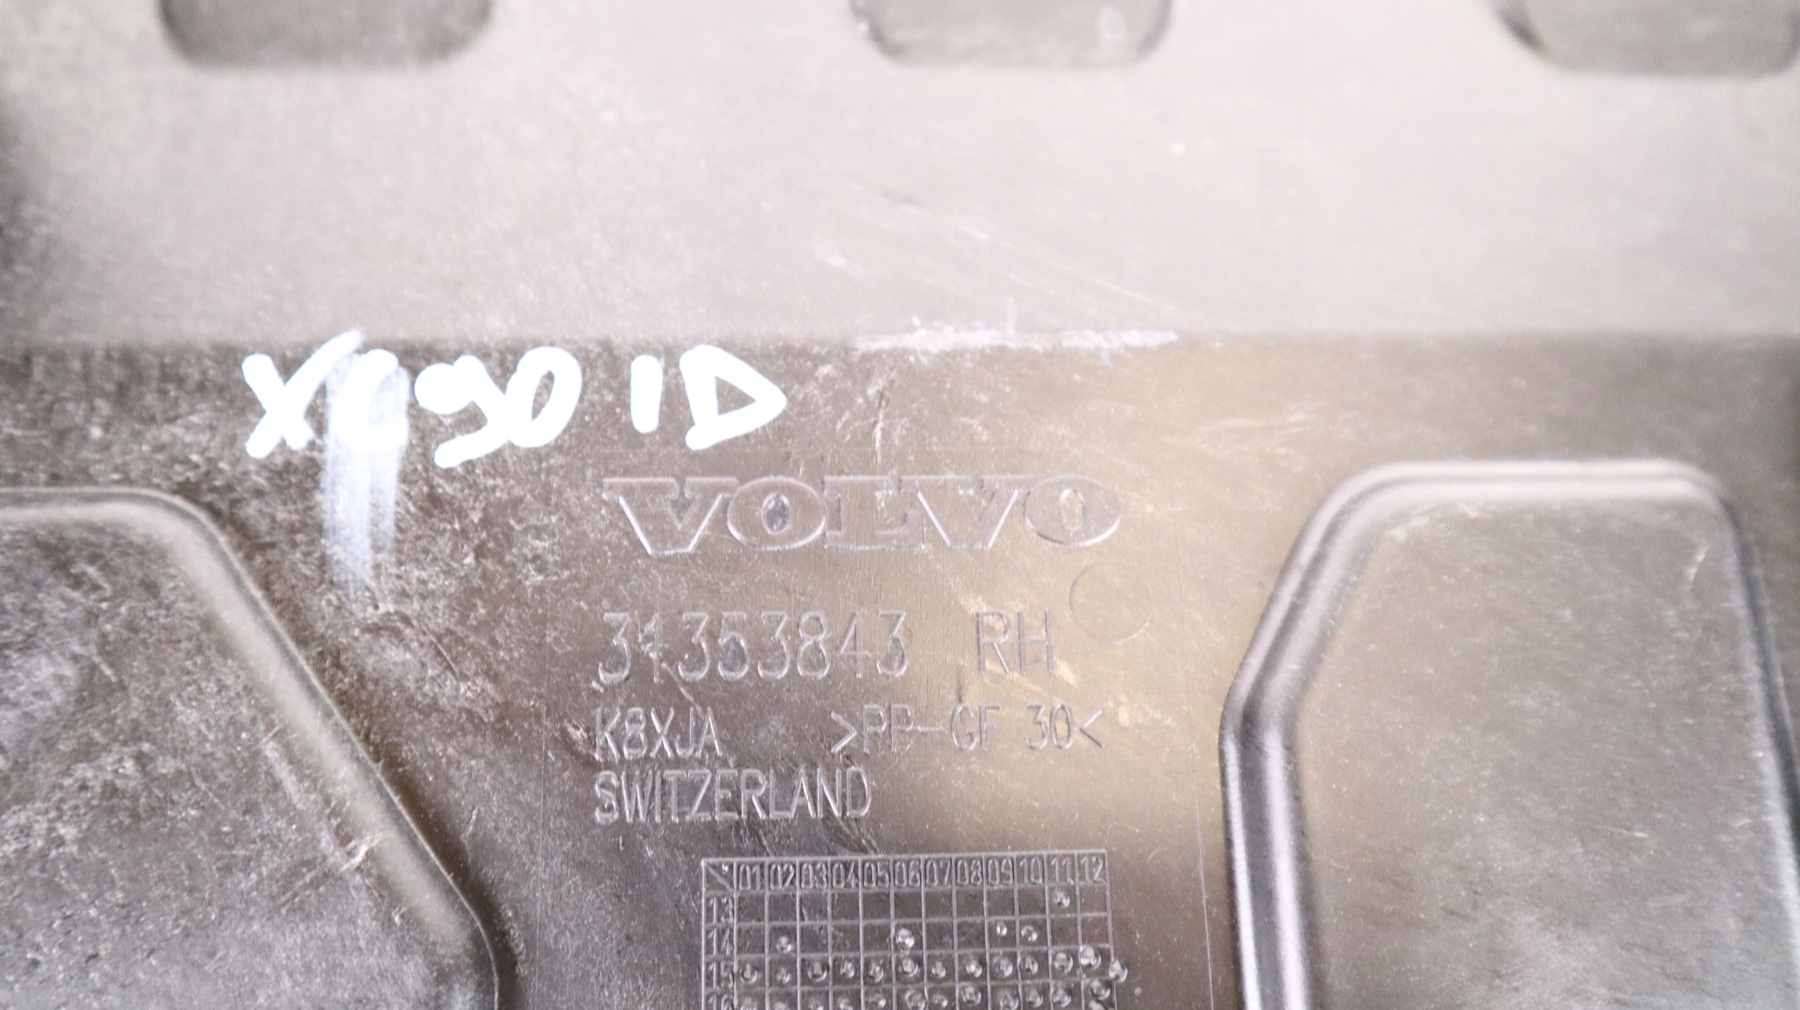 XC90 ID
VOLVO
31353843 RH
K8XJA >PP-GF 30<
SWITZERLAND
01 02 03 04 05 06 07 08 09 10 11 12
13
14
15
16